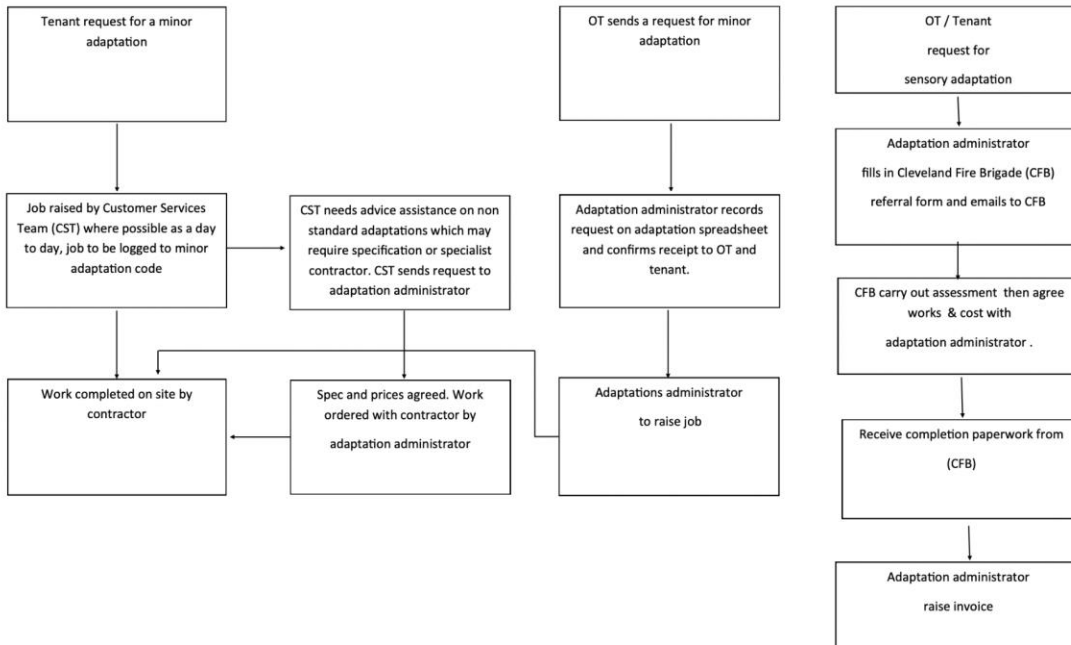 Tenant request for a minor
adaptation
OT sends a request for minor
adaptation
OT / Tenant
request for
sensory adaptation
Job raised by Customer Services
Team (CST) where possible as a day
to day, job to be logged to minor
adaptation code
CST needs advice assistance on non
standard adaptations which may
require specification or specialist
contractor. CST sends request to
adaptation administrator
Adaptation administrator records
request on adaptation spreadsheet
and confirms receipt to OT and
tenant.
Adaptation administrator
fills in Cleveland Fire Brigade (CFB)
referral form and emails to CFB
CFB carry out assessment then agree
works & cost with
adaptation administrator .
Work completed on site by
contractor
Spec and prices agreed. Work
ordered with contractor by
adaptation administrator
Adaptations administrator
to raise job
Receive completion paperwork from
(CFB)
Adaptation administrator
raise invoice